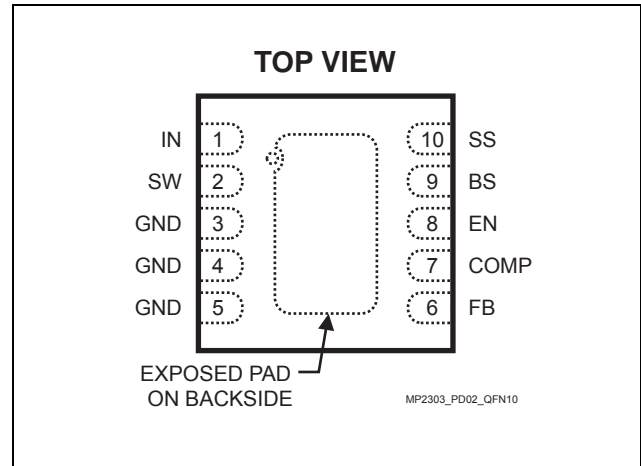 TOP VIEW
IN 1 10 SS
SW 2 9 BS
GND 3 8 EN
GND 4 7 COMP
GND 5 6 FB
EXPOSED PAD
ON BACKSIDE
MP2303_PD02_QFN10